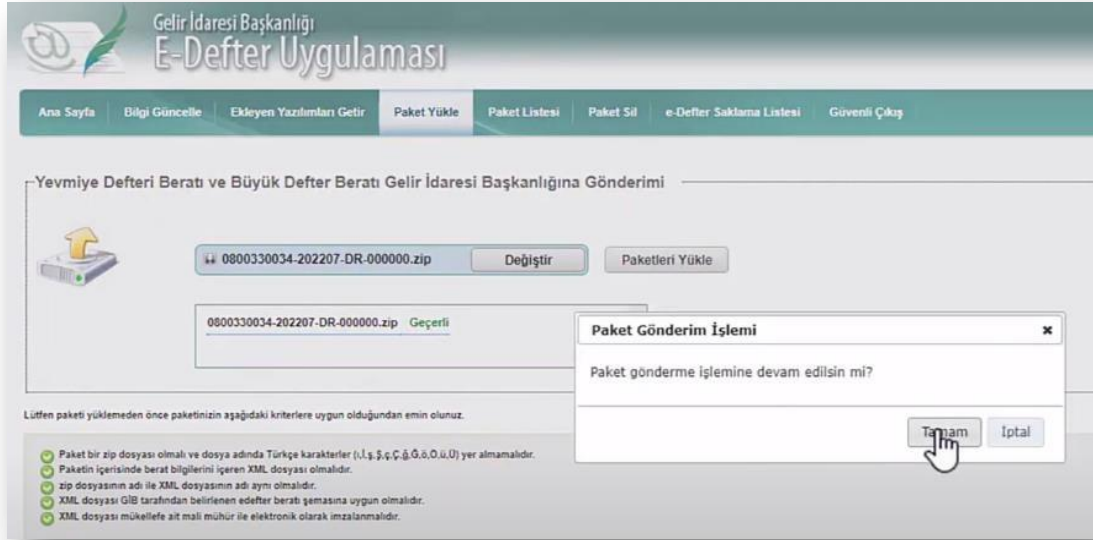 Gelir İdaresi Başkanlığı
E-Defter Uygulaması
Ana Sayfa Bilgi Güncelle Ekleyen Yazılımları Getir Paket Yükle Paket Listesi Paket Sil e-Defter Saklama Listesi Güvenli Çıkış
Yevmiye Defteri Beratı ve Büyük Defter Beratı Gelir İdaresi Başkanlığına Gönderimi
0800330034-202207-DR-000000.zip Değiştir Paketleri Yükle
0800330034-202207-DR-000000.zip Geçerli
Paket Gönderim İşlemi
Paket gönderme işlemine devam edilsin mi?
Tamam İptal
Lütfen paketi yüklemeden önce paketinizin aşağıdaki kriterlere uygun olduğundan emin olunuz.
Paket bir zip dosyası olmalı ve dosya adında Türkçe karakterler (ı,İ,ş,Ş,ç,Ç,ğ,Ğ,ö,Ö,ü,Ü) yer almamalıdır.
Paketin içerisinde berat bilgilerini içeren XML dosyası olmalıdır.
zip dosyasının adı ile XML dosyasının adı aynı olmalıdır.
XML dosyası GİB tarafından belirlenen edefter beratı şemasına uygun olmalıdır.
XML dosyası mükellefe ait mali mühür ile elektronik olarak imzalanmalıdır.